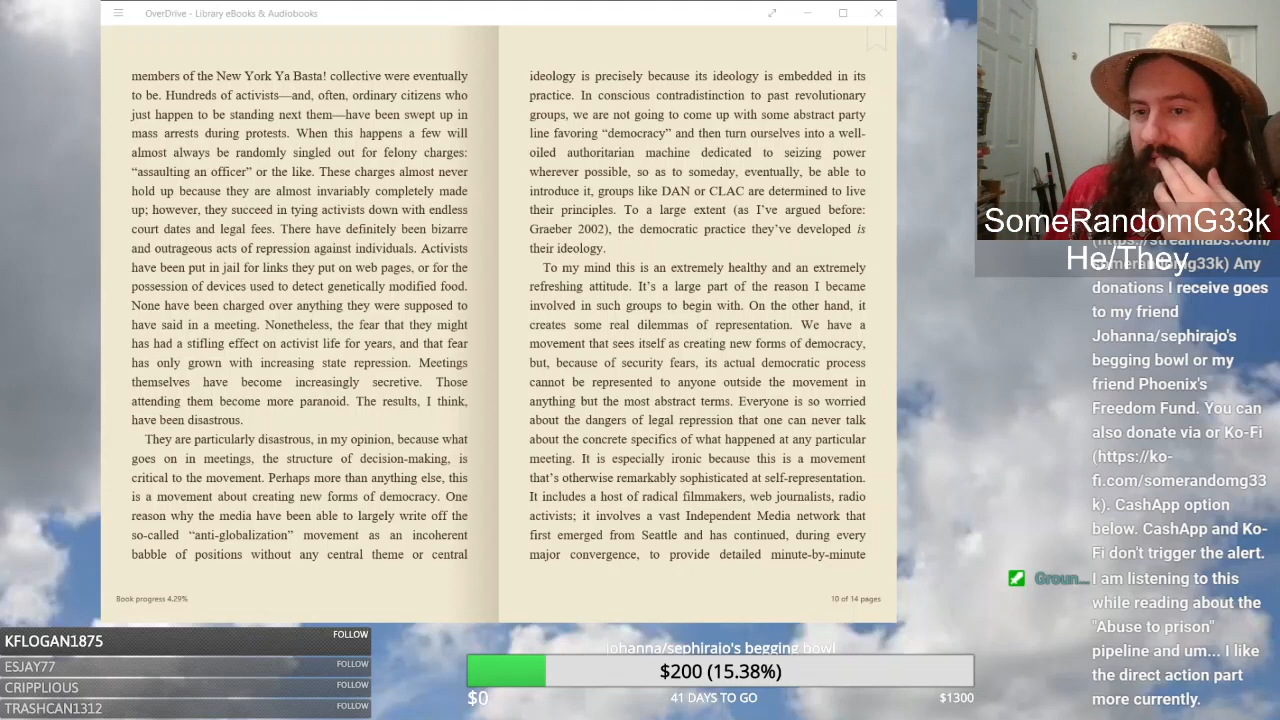 OverDrive - Library eBooks & Audiobooks
members of the New York Ya Basta! collective were eventually
to be. Hundreds of activists—and, often, ordinary citizens who
just happen to be standing next them—have been swept up in
mass arrests during protests. When this happens a few will
almost always be randomly singled out for felony charges:
“assaulting an officer” or the like. These charges almost never
hold up because they are almost invariably completely made
up; however, they succeed in tying activists down with endless
court dates and legal fees. There have definitely been bizarre
and outrageous acts of repression against individuals. Activists
have been put in jail for links they put on web pages, or for the
possession of devices used to detect genetically modified food.
None have been charged over anything they were supposed to
have said in a meeting. Nonetheless, the fear that they might
has had a stifling effect on activist life for years, and that fear
has only grown with increasing state repression. Meetings
themselves have become increasingly secretive. Those
attending them become more paranoid. The results, I think,
have been disastrous.
They are particularly disastrous, in my opinion, because what
goes on in meetings, the structure of decision-making, is
critical to the movement. Perhaps more than anything else, this
is a movement about creating new forms of democracy. One
reason why the media have been able to largely write off the
so-called “anti-globalization” movement as an incoherent
babble of positions without any central theme or central
Book progress 4.29%
ideology is precisely because its ideology is embedded in its
practice. In conscious contradistinction to past revolutionary
groups, we are not going to come up with some abstract party
line favoring “democracy” and then turn ourselves into a well-
oiled authoritarian machine dedicated to seizing power
wherever possible, so as to someday, eventually, be able to
introduce it, groups like DAN or CLAC are determined to live
their principles. To a large extent (as I’ve argued before:
Graeber 2002), the democratic practice they’ve developed is
their ideology.
To my mind this is an extremely healthy and an extremely
refreshing attitude. It’s a large part of the reason I became
involved in such groups to begin with. On the other hand, it
creates some real dilemmas of representation. We have a
movement that sees itself as creating new forms of democracy,
but, because of security fears, its actual democratic process
cannot be represented to anyone outside the movement in
anything but the most abstract terms. Everyone is so worried
about the dangers of legal repression that one can never talk
about the concrete specifics of what happened at any particular
meeting. It is especially ironic because this is a movement
that’s otherwise remarkably sophisticated at self-representation.
It includes a host of radical filmmakers, web journalists, radio
activists; it involves a vast Independent Media network that
first emerged from Seattle and has continued, during every
major convergence, to provide detailed minute-by-minute
10 of 14 pages
SomeRandomG33k
He/They
(https://streamlabs.com/
somerandomg33k) Any
donations I receive goes
to my friend
Johanna/sephirajo's
begging bowl or my
friend Phoenix's
Freedom Fund. You can
also donate via or Ko-Fi
(https://ko-
fi.com/somerandomg33
k). CashApp option
below. CashApp and Ko-
Fi don't trigger the alert.
Groun... I am listening to this
while reading about the
"Abuse to prison"
pipeline and um... I like
the direct action part
more currently.
KFLOGAN1875 FOLLOW
ESJAY77 FOLLOW
CRIPPLIOUS FOLLOW
TRASHCAN1312 FOLLOW
Johanna/sephirajo's begging bowl
$200 (15.38%)
$0 41 DAYS TO GO $1300